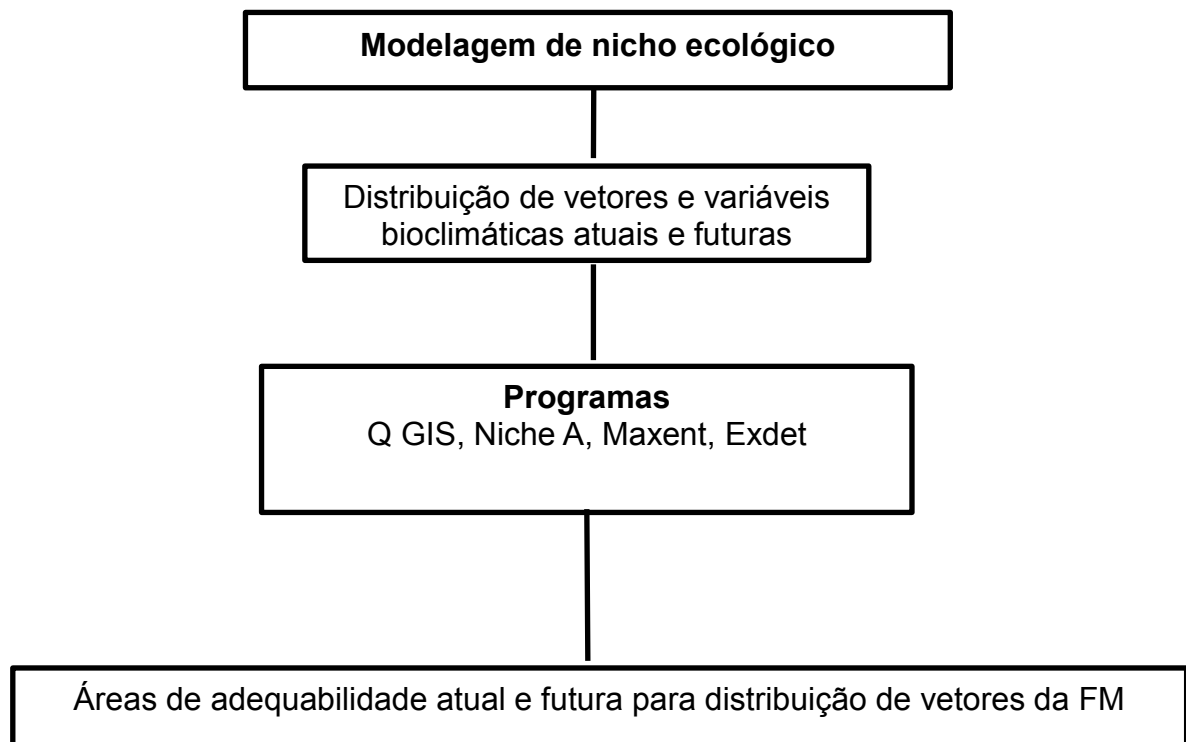 Modelagem de nicho ecológico
Distribuição de vetores e variáveis
bioclimáticas atuais e futuras
Programas
Q GIS, Niche A, Maxent, Exdet
Áreas de adequabilidade atual e futura para distribuição de vetores da FM